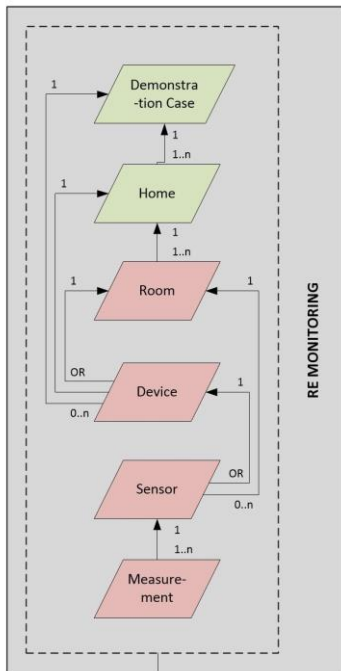 1
Demonstra
-tion Case
1
1..n
1
Home
1
1..n
1
1
Room
OR
1
Device
0..n
OR
Sensor
0..n
1
1..n
Measure-
ment
RE MONITORING